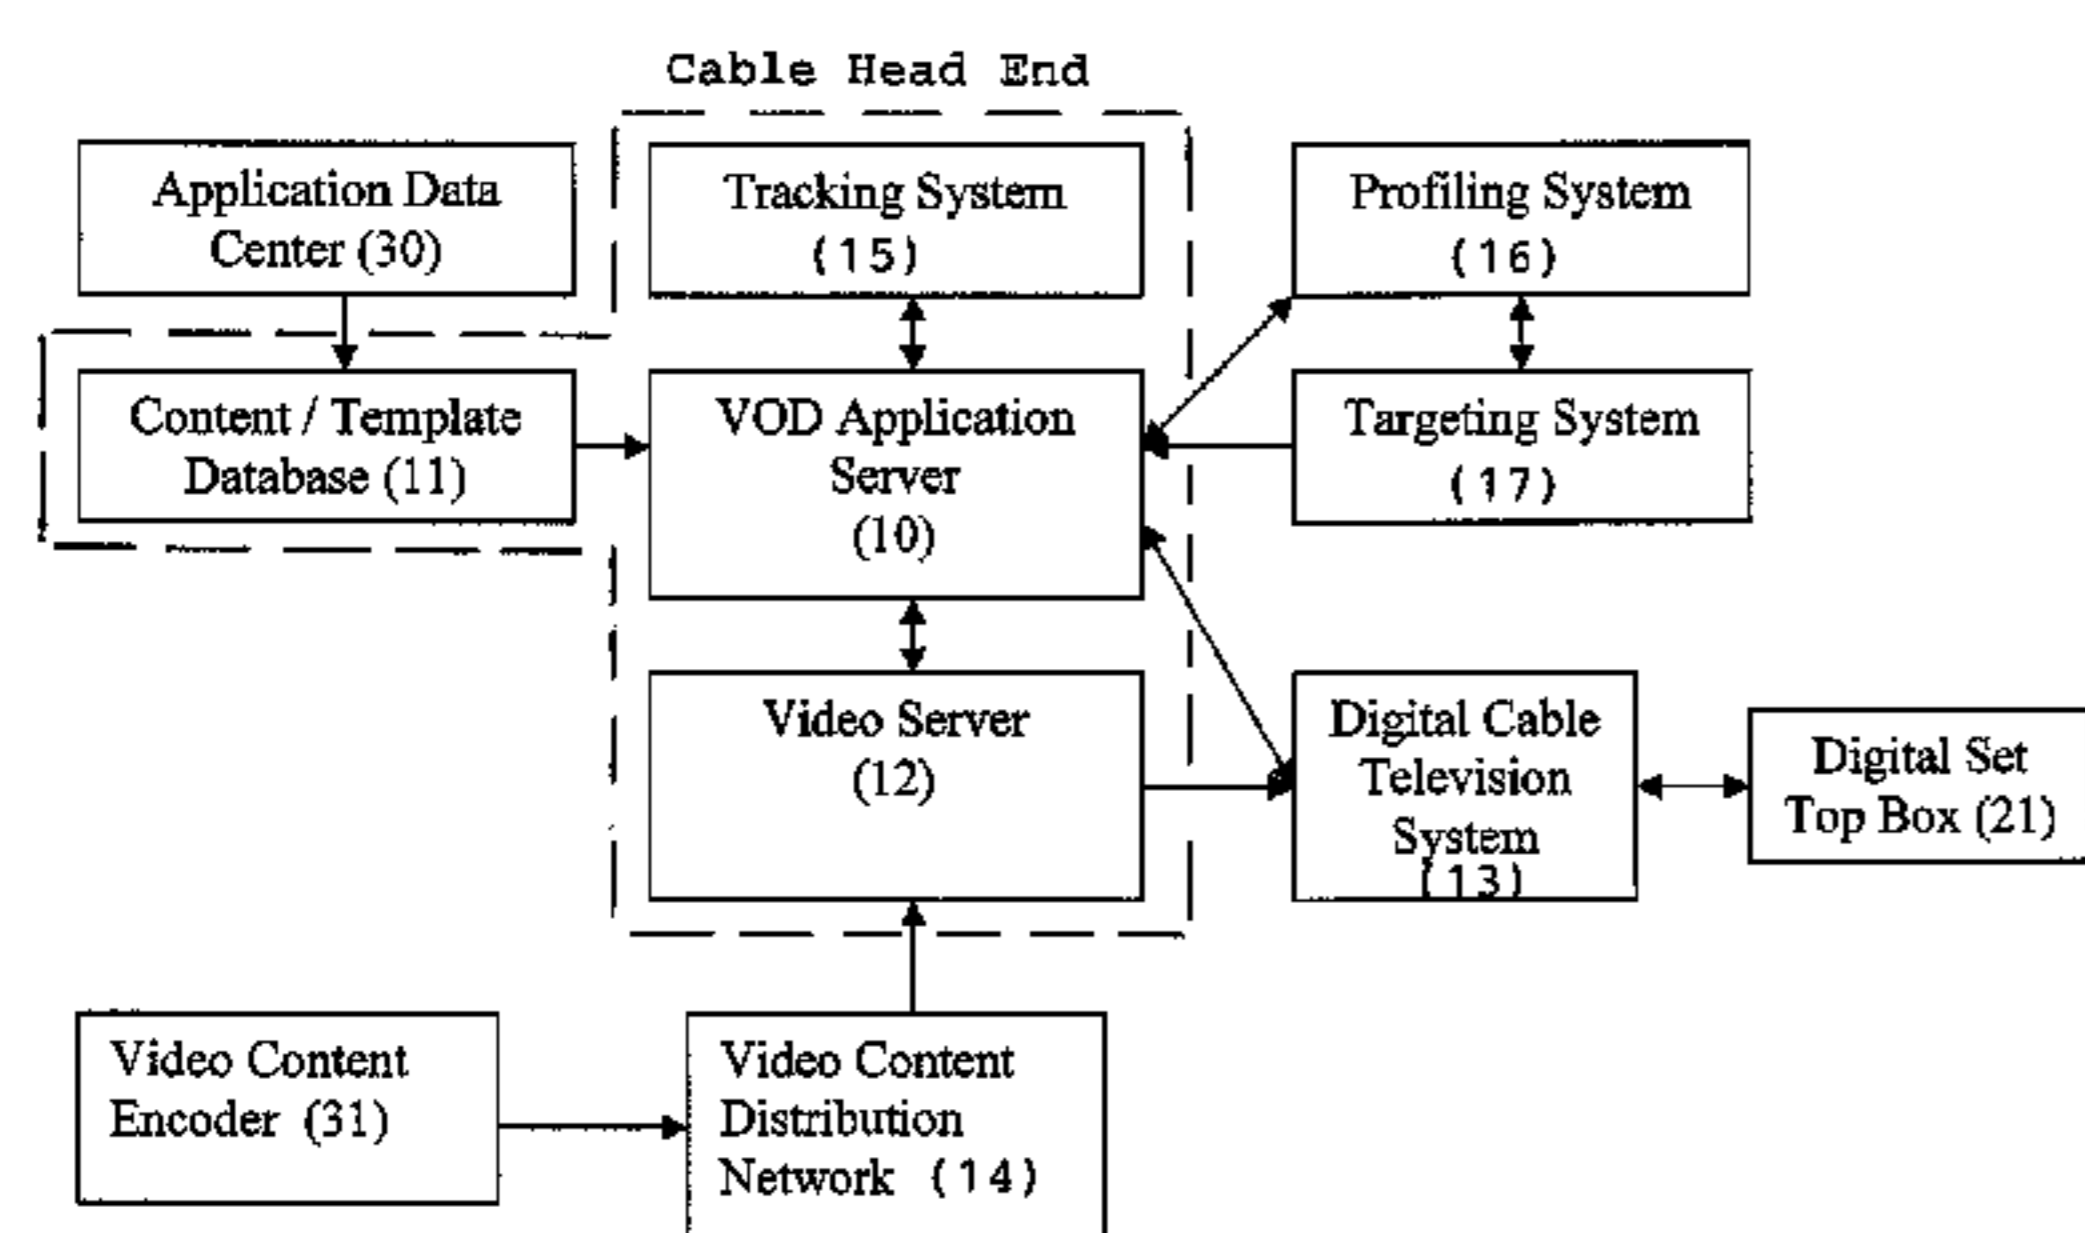 Cable Head End
Application Data
Center (30)
Tracking System
(15)
Profiling System
(16)
Content / Template
Database (11)
VOD Application
Server
(10)
Targeting System
(17)
Video Server
(12)
Digital Cable
Television
System
(13)
Digital Set
Top Box (21)
Video Content
Encoder (31)
Video Content
Distribution
Network (14)